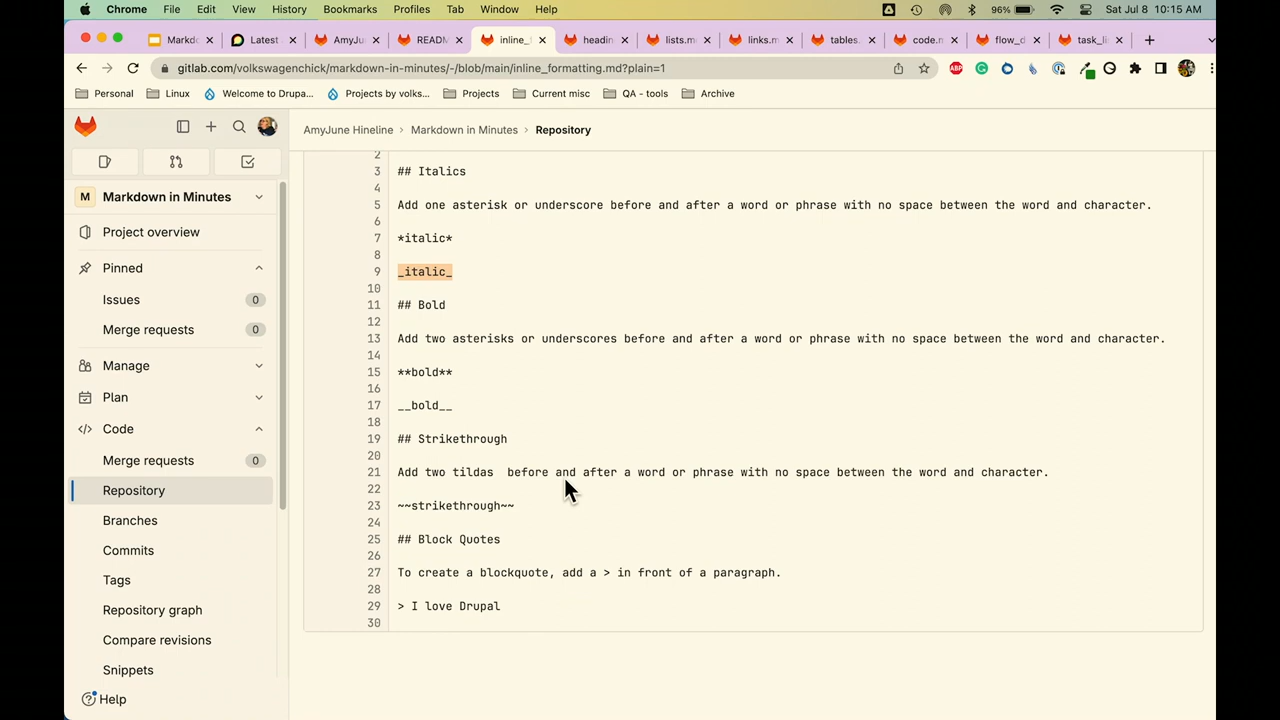 Chrome File Edit View History Bookmarks Profiles Tab Window Help 96% Sat Jul 8 10:15 AM
Markdo Latest AmyJu READM inline_ headin lists.m links.m tables. code.m flow_d task_li
gitlab.com/volkswagenchick/markdown-in-minutes/-/blob/main/inline_formatting.md?plain=1
Personal Linux Welcome to Drupa... Projects by volks... Projects Current misc QA - tools Archive
AmyJune Hineline > Markdown in Minutes > Repository
M Markdown in Minutes
Project overview
Pinned
Issues 0
Merge requests 0
Manage
Plan
Code
Merge requests 0
Repository
Branches
Commits
Tags
Repository graph
Compare revisions
Snippets
Help
2
3 ## Italics
4
5 Add one asterisk or underscore before and after a word or phrase with no space between the word and character.
6
7 *italic*
8
9 _italic_
10
11 ## Bold
12
13 Add two asterisks or underscores before and after a word or phrase with no space between the word and character.
14
15 **bold**
16
17 __bold__
18
19 ## Strikethrough
20
21 Add two tildas  before and after a word or phrase with no space between the word and character.
22
23 ~~strikethrough~~
24
25 ## Block Quotes
26
27 To create a blockquote, add a > in front of a paragraph.
28
29 > I love Drupal
30